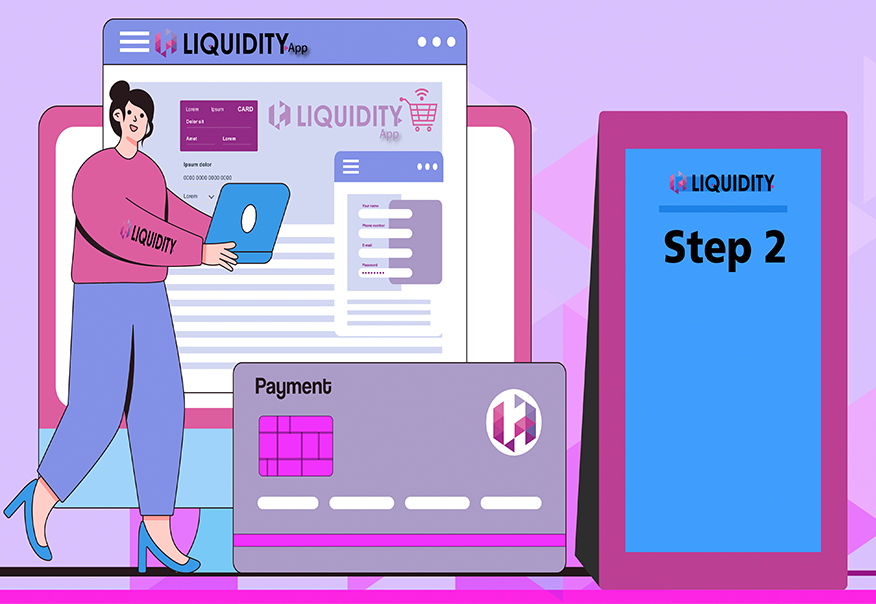 LIQUIDITY App
Lorem Ipsum CARD
Dolor sit
Amet Lorem
Ipsum dolor
0000 0000 0000 0000
Lorem
LIQUIDITY
App
Your name
Phone number
E-mail
Password
LIQUIDITY
Payment
LIQUIDITY
Step 2